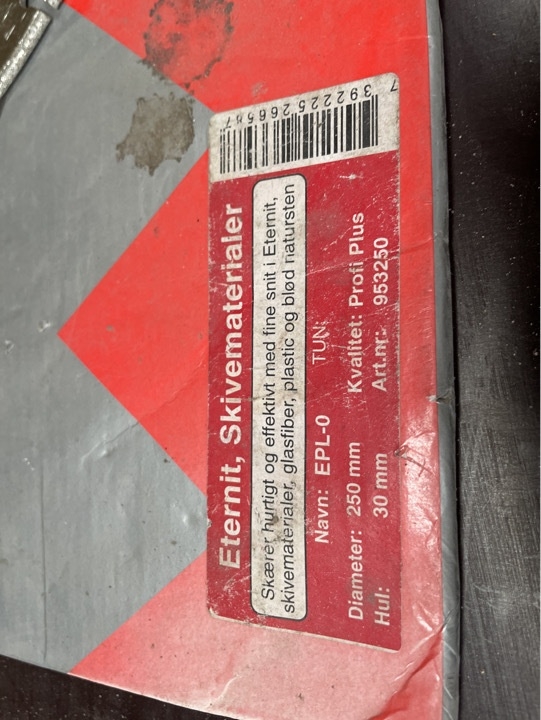 Eternit, Skivematerialer
Skærer hurtigt og effektivt med fine snit i Eternit,
skivematerialer, glasfiber, plastic og blød natursten
Navn: EPL-0 TUN:
Diameter: 250 mm Kvalitet: Profi Plus
Hul: 30 mm Art.nr: 953250
7 392225 266587